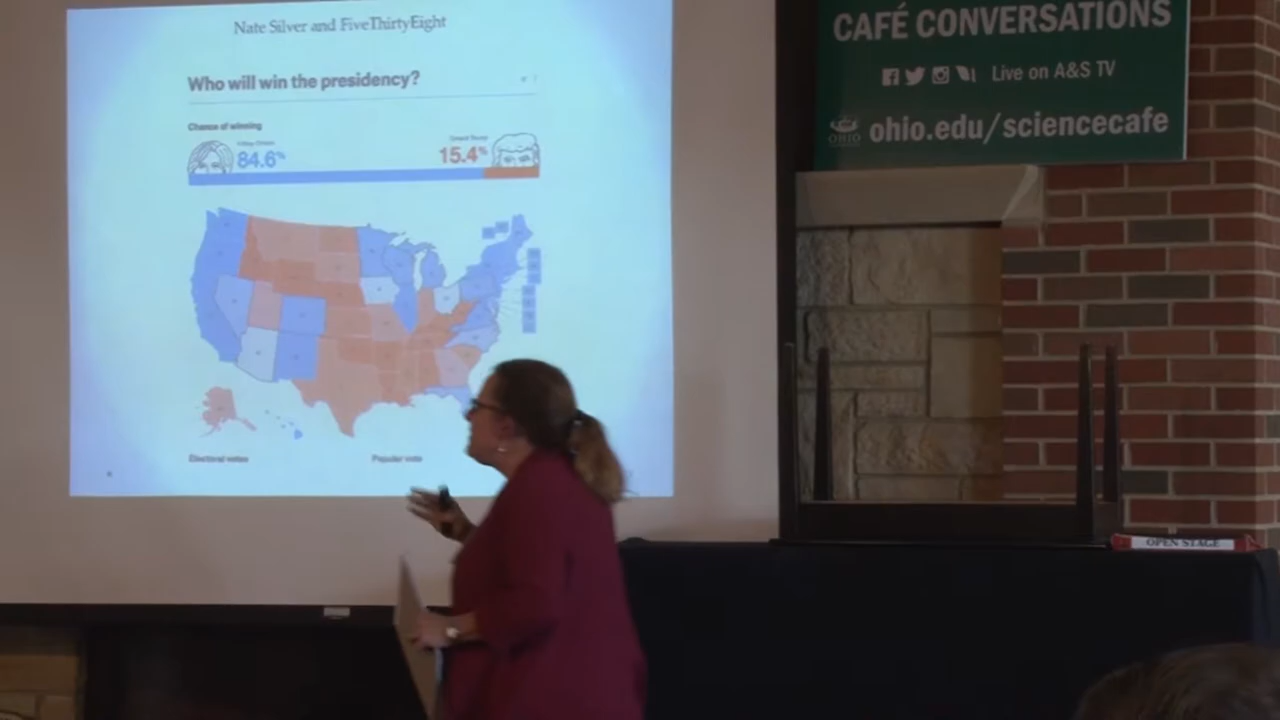 Nate Silver and FiveThirtyEight
Who will win the presidency?
Chance of winning
84.6%
15.4%
Electoral votes
Popular vote
CAFÉ CONVERSATIONS
Live on A&S TV
OHIO
ohio.edu/sciencecafe
OPEN STAGE